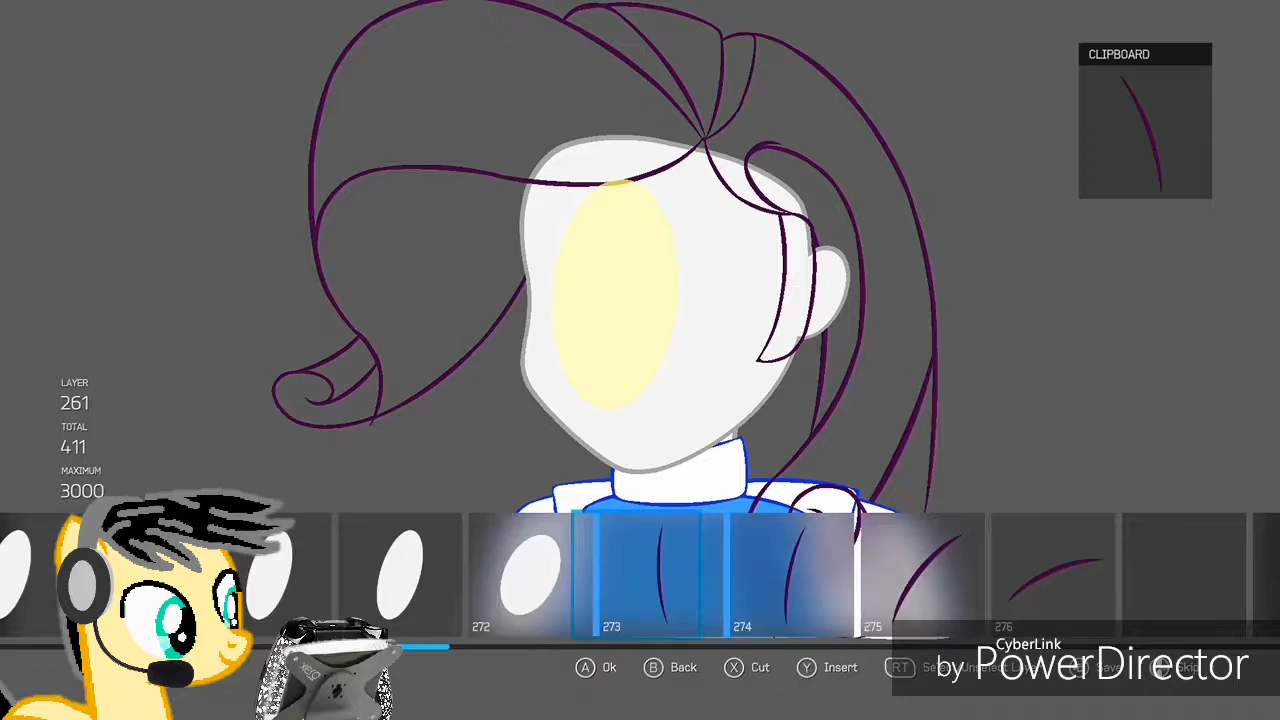 CLIPBOARD
LAYER
261
TOTAL
411
MAXIMUM
3000
272
273
274
275
276
A Ok
B Back
X Cut
Y Insert
RT
CyberLink
by PowerDirector